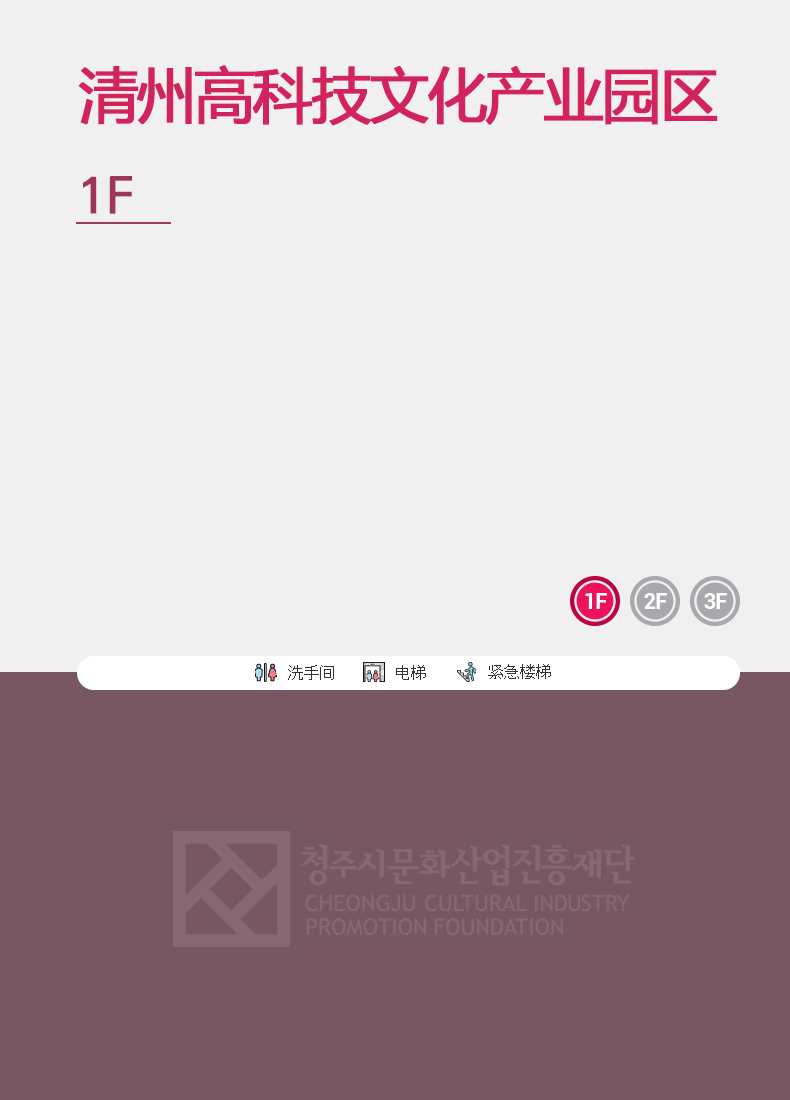 清州高科技文化产业园区
1F
1F 2F 3F
洗手间 电梯 紧急楼梯
청주시문화산업진흥재단
CHEONGJU CULTURAL INDUSTRY
PROMOTION FOUNDATION